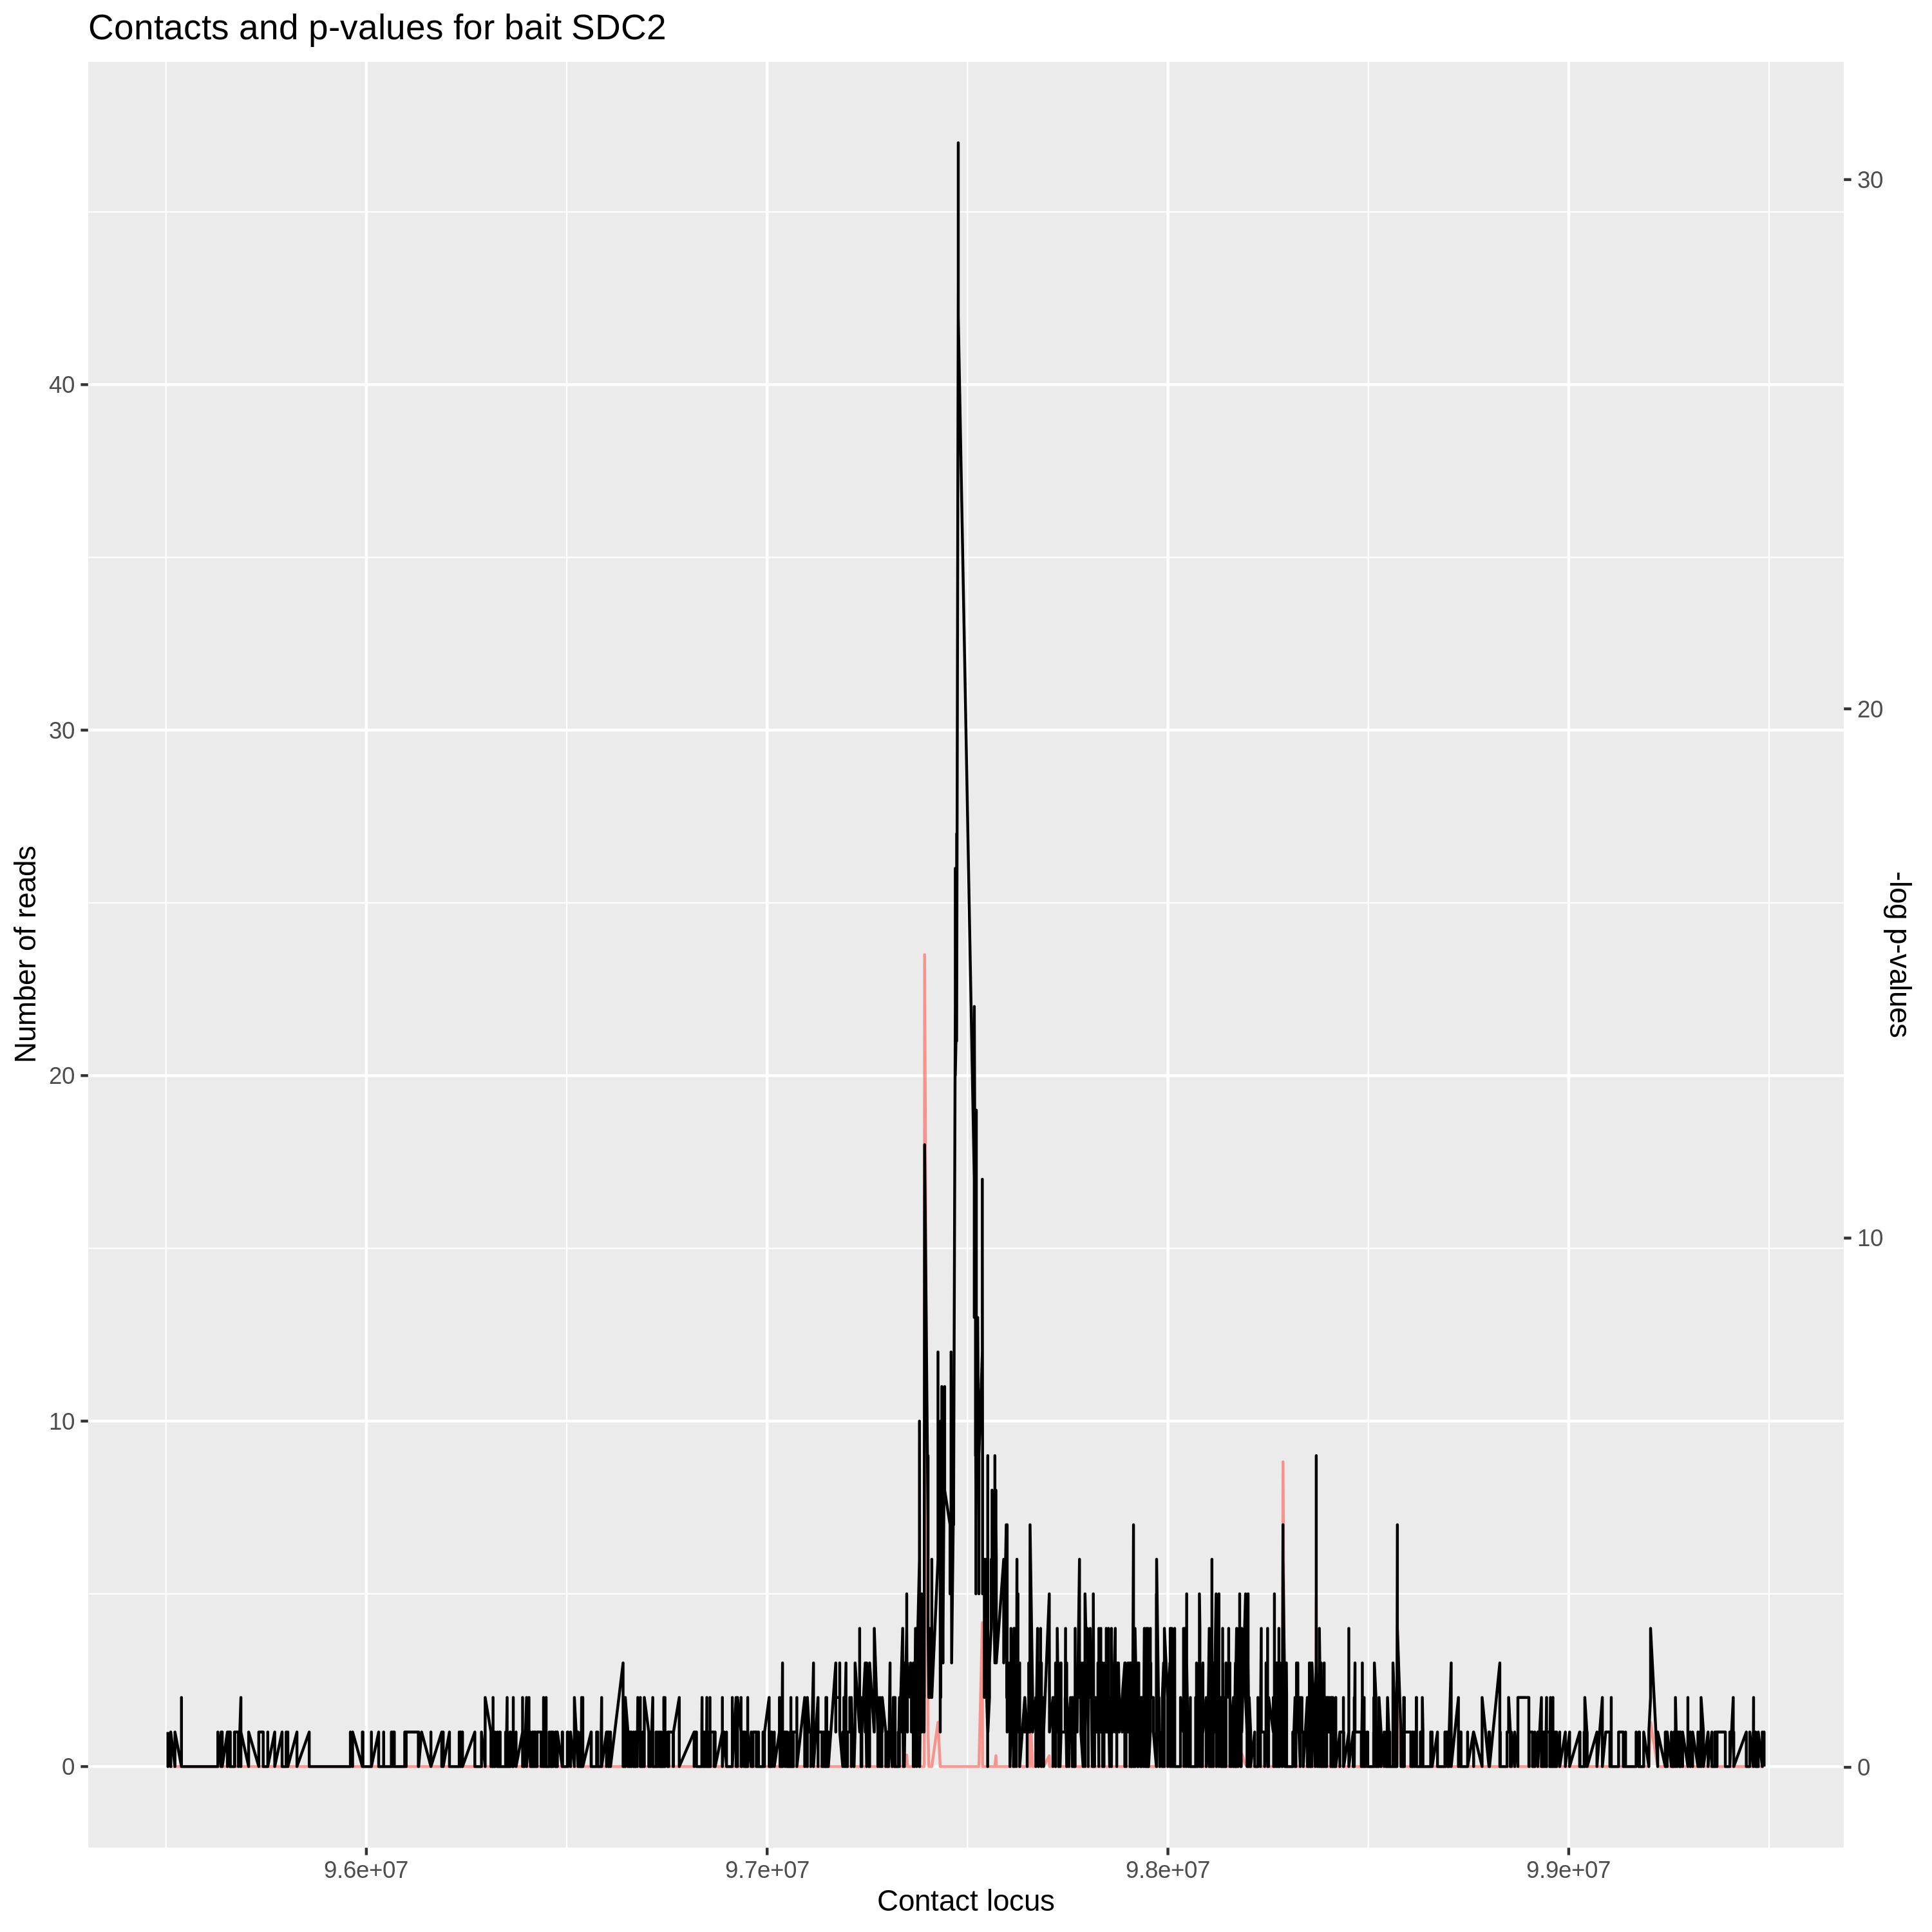 Contacts and p-values for bait SDC2
Number of reads
40
30
20
10
0
30
20
10
0
-log p-values
9.6e+07
9.7e+07
9.8e+07
9.9e+07
Contact locus